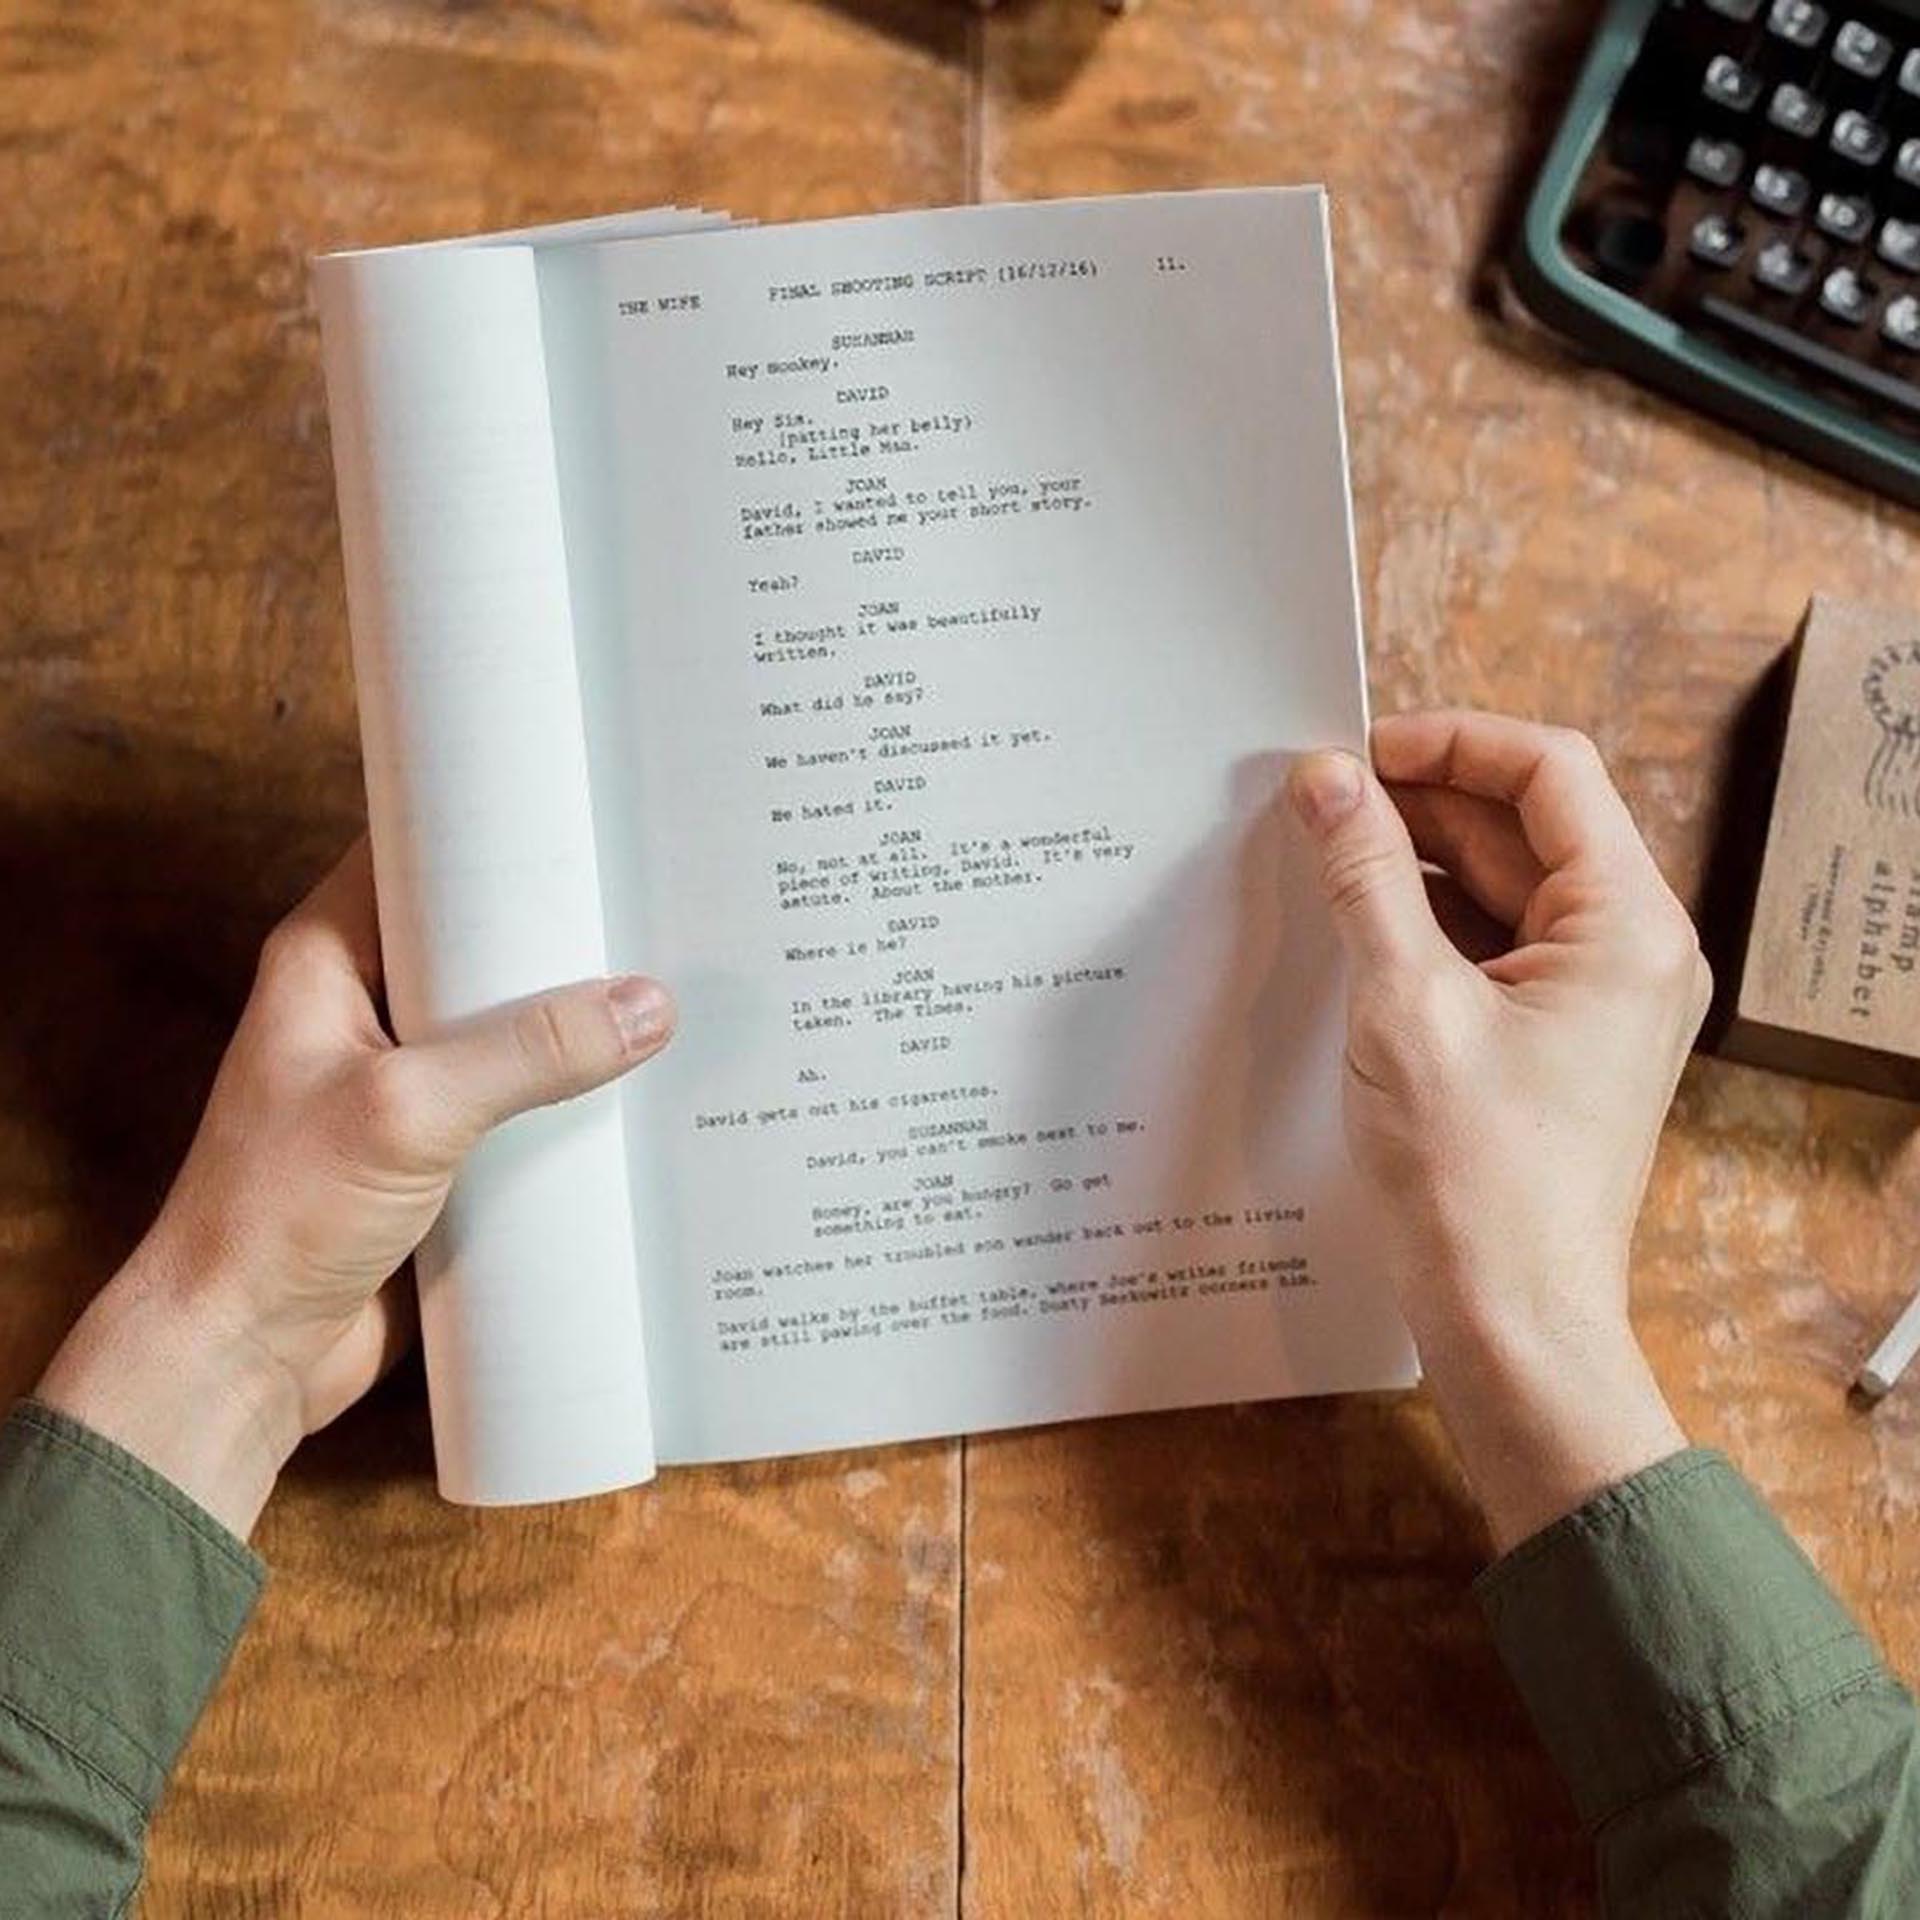 THE WIFE FINAL SHOOTING SCRIPT (16/12/16) 11.
SUZANNAH
Hey mookey.
DAVID
Hey Sis.
(patting her belly)
Hello, Little Man.
JOAN
David, I wanted to tell you, your
father showed me your short story.
DAVID
Yeah?
JOAN
I thought it was beautifully
written.
DAVID
What did he say?
JOAN
We haven't discussed it yet.
DAVID
He hated it.
JOAN
No, not at all. It's a wonderful
piece of writing, David. It's very
astute. About the mother.
DAVID
Where is he?
JOAN
In the library having his picture
taken. The Times.
DAVID
Ah.
David gets out his cigarettes.
SUZANNAH
David, you can't smoke next to me.
JOAN
Honey, are you hungry? Go get
something to eat.
Joan watches her troubled son wander back out to the living
room.
David walks by the buffet table, where Joe's writer friends
are still pawing over the food. Dusty Berkowitz corners him.
stamp
alphabet